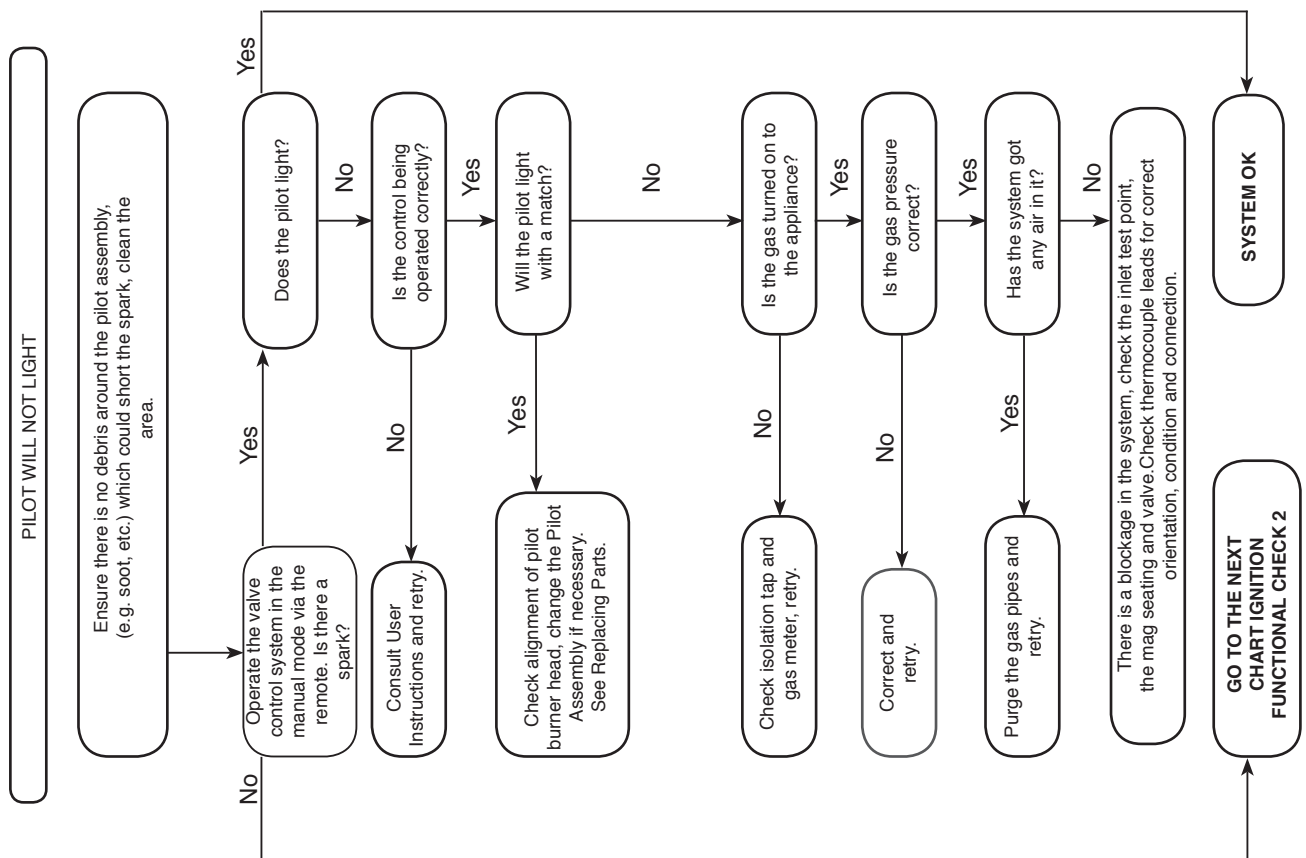 PILOT WILL NOT LIGHT
Ensure there is no debris around the pilot assembly,
(e.g. soot, etc.) which could short the spark, clean the
area.
Operate the valve
control system in the
manual mode via the
remote. Is there a
spark?
No
Yes
Does the pilot light?
Yes
No
Is the control being
operated correctly?
No
Consult User
Instructions and retry.
Yes
Will the pilot light
with a match?
Yes
Check alignment of pilot
burner head, change the Pilot
Assembly if necessary.
See Replacing Parts.
No
Is the gas turned on to
the appliance?
No
Check isolation tap and
gas meter, retry.
Yes
Is the gas pressure
correct?
No
Correct and
retry.
Yes
Has the system got
any air in it?
Yes
Purge the gas pipes and
retry.
No
There is a blockage in the system, check the inlet test point,
the mag seating and valve.Check thermocouple leads for correct
orientation, condition and connection.
GO TO THE NEXT
CHART IGNITION
FUNCTIONAL CHECK 2
SYSTEM OK